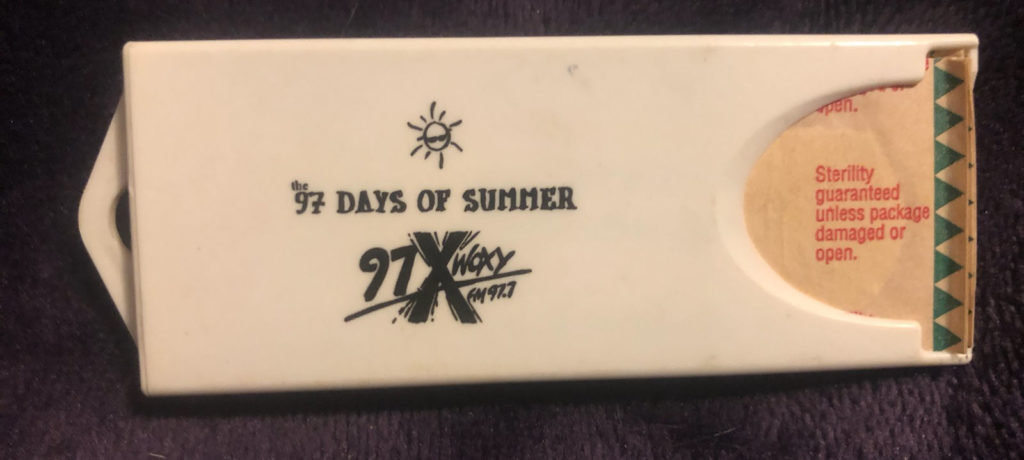 the
97 DAYS OF SUMMER
97X WOXY
FM 97.7
open.
Sterility
guaranteed
unless package
damaged or
open.